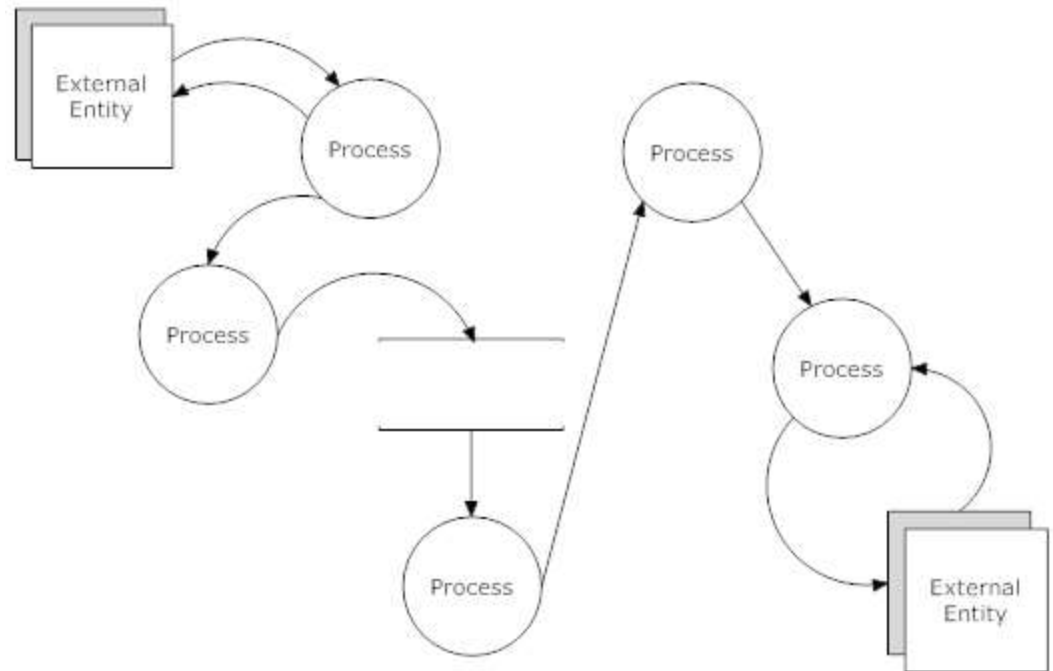 External
Entity
Process
Process
Process
Process
Process
External
Entity